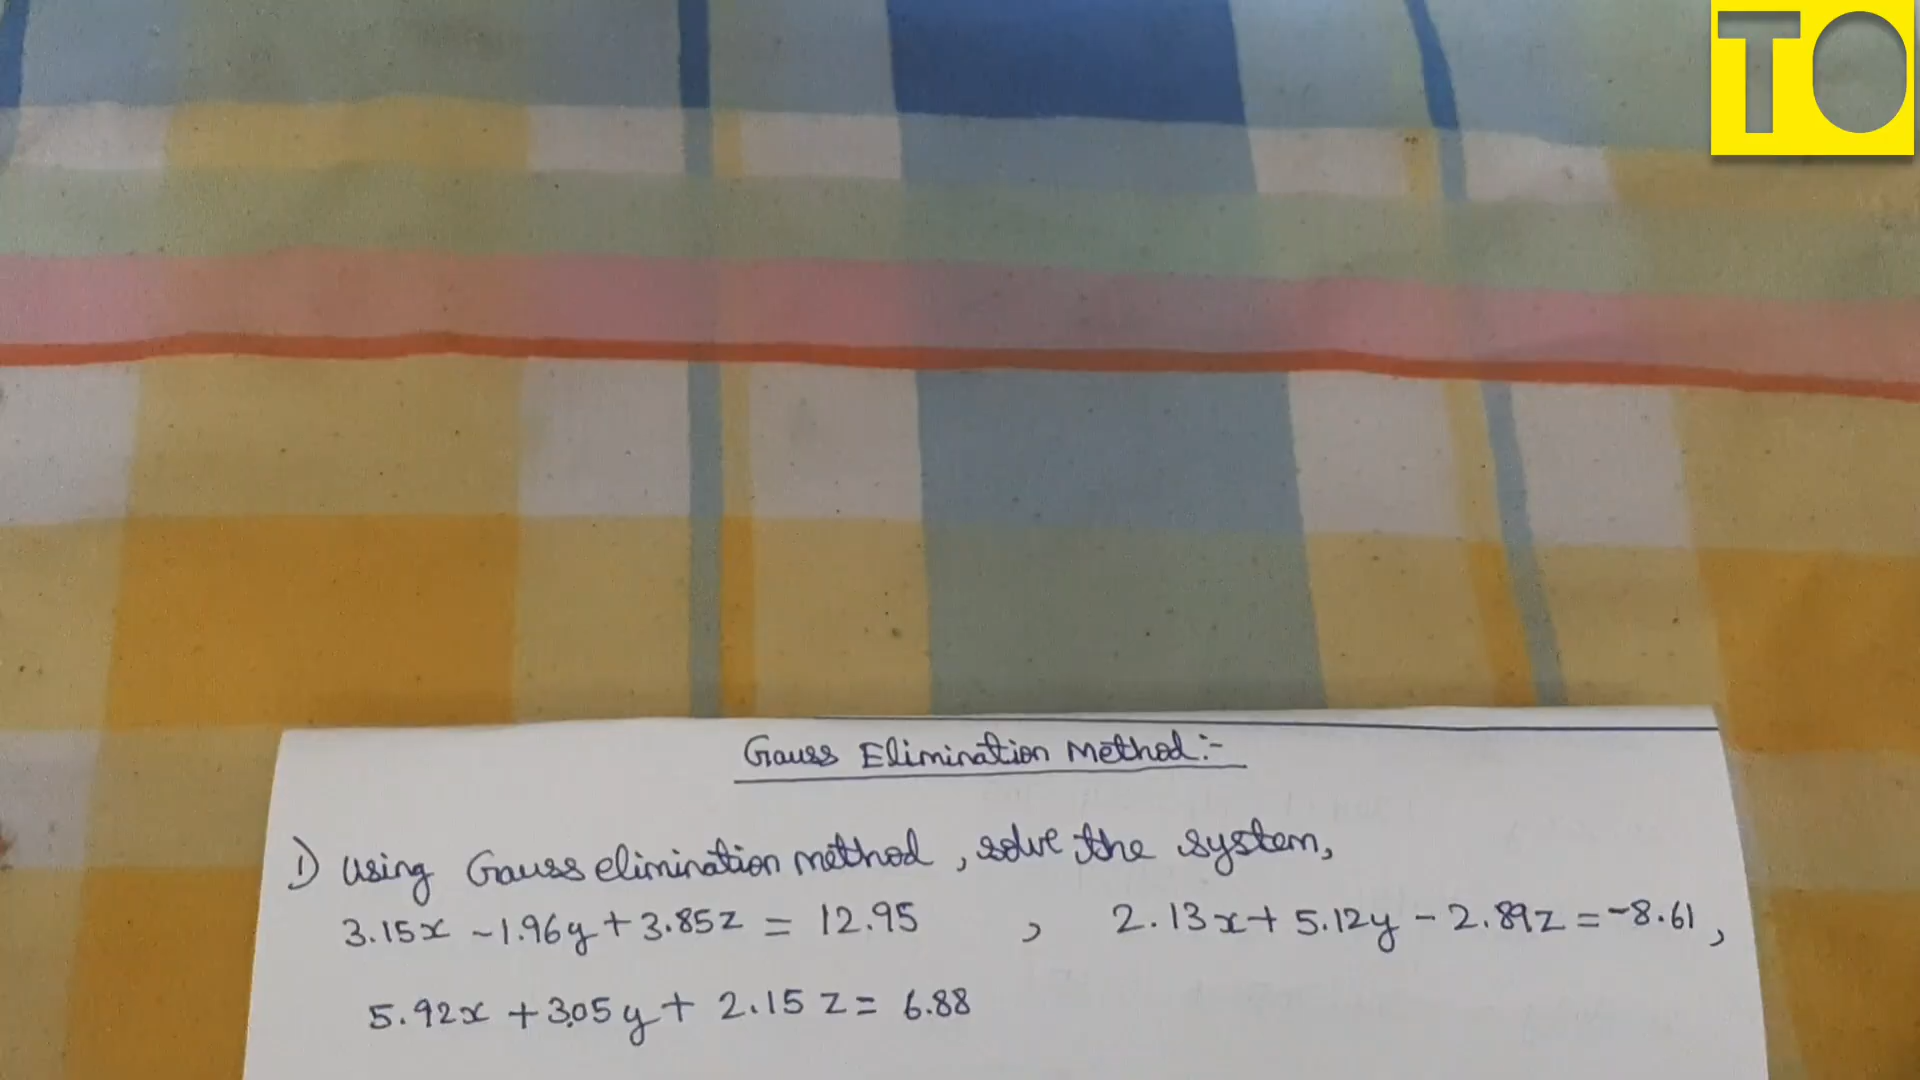 TO
Gauss Elimination Method:-
1) Using Gauss elimination method, solve the system,
3.15x - 1.96y + 3.85z = 12.95 , 2.13x + 5.12y - 2.89z = -8.61,
5.92x + 3.05y + 2.15z = 6.88